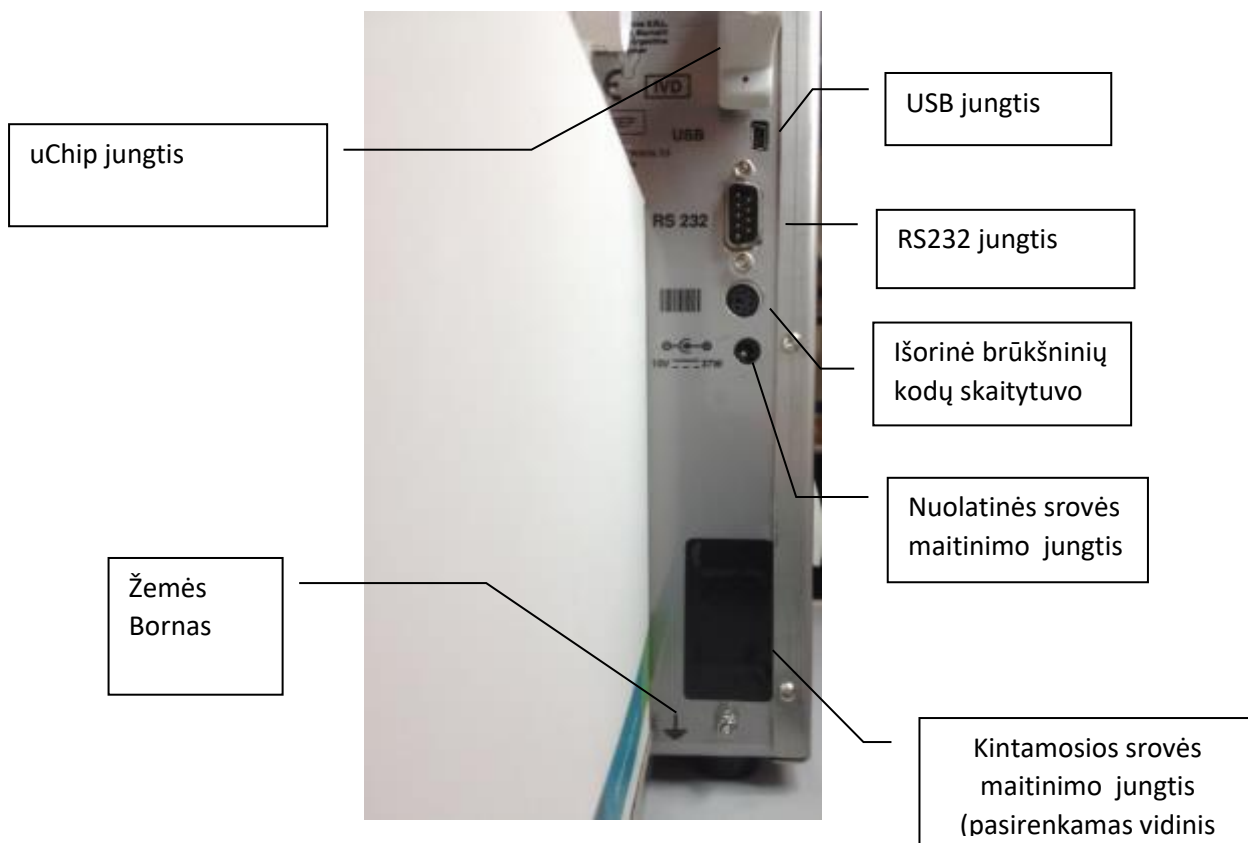 uChip jungtis
USB jungtis
RS232 jungtis
Išorinė brūkšninių
kodų skaitytuvo
Nuolatinės srovės
maitinimo jungtis
Žemės
Bornas
Kintamosios srovės
maitinimo jungtis
(pasirenkamas vidinis
IVD
USB
RS 232